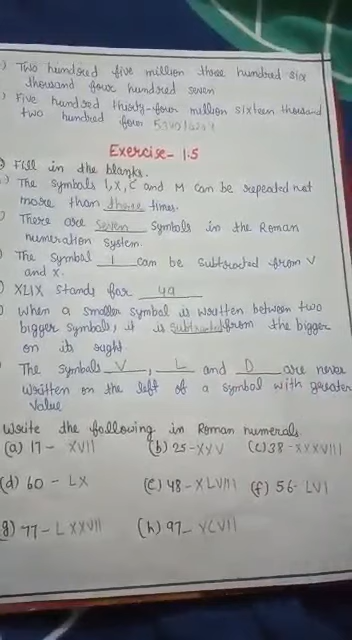 ) Two hundred five million three hundred six
thousand four hundred seven
) Five hundred thirty-four million sixteen thousand
two hundred four
Exercise- 1.5
Fill in the blanks.
) The symbols I, X, C and M can be repeated not
more than three times.
) There are seven symbols in the Roman
numeration system.
) The symbol I can be subtracted from V
and X.
) XLIX stands for 49
) When a smaller symbol is written between two
bigger symbols, it is subtracted from the bigger
on its right
) The symbols V, L and D are never
written on the left of a symbol with greater
value
Write the following in Roman numerals.
(a) 17 - XVII (b) 25 - XXV (c) 38 - XXXVIII
(d) 60 - LX (e) 48 - XLVIII (f) 56 - LVI
(g) 77 - LXXVII (h) 97 - XCVII